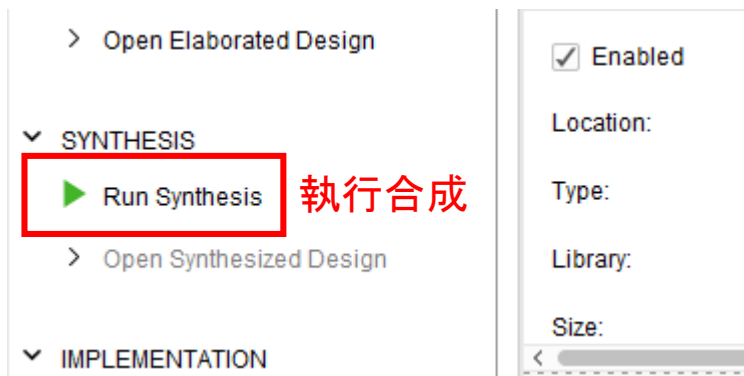 Open Elaborated Design
SYNTHESIS
Run Synthesis 執行合成
Open Synthesized Design
IMPLEMENTATION
Enabled
Location:
Type:
Library:
Size: